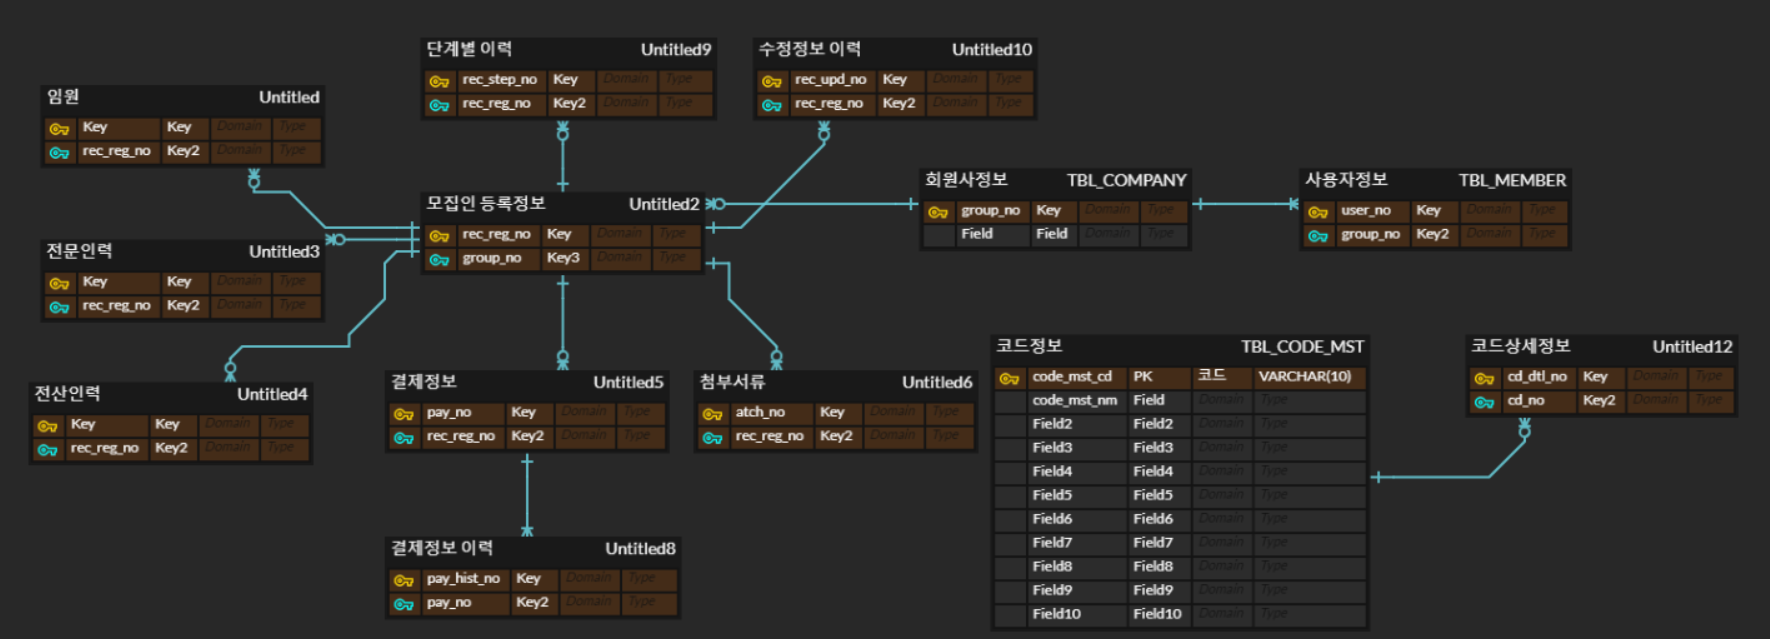 단계별 이력 Untitled9
rec_step_no Key Domain Type
rec_reg_no Key2 Domain Type
수정정보 이력 Untitled10
rec_upd_no Key Domain Type
rec_reg_no Key2 Domain Type
임원 Untitled
Key Key Domain Type
rec_reg_no Key2 Domain Type
모집인 등록정보 Untitled2
rec_reg_no Key Domain Type
group_no Key3 Domain Type
회원사정보 TBL_COMPANY
group_no Key Domain Type
Field Field Domain Type
사용자정보 TBL_MEMBER
user_no Key Domain Type
group_no Key2 Domain Type
전문인력 Untitled3
Key Key Domain Type
rec_reg_no Key2 Domain Type
전산인력 Untitled4
Key Key Domain Type
rec_reg_no Key2 Domain Type
결제정보 Untitled5
pay_no Key Domain Type
rec_reg_no Key2 Domain Type
첨부서류 Untitled6
atch_no Key Domain Type
rec_reg_no Key2 Domain Type
결제정보 이력 Untitled8
pay_hist_no Key Domain Type
pay_no Key2 Domain Type
코드정보 TBL_CODE_MST
code_mst_cd PK 코드 VARCHAR(10)
code_mst_nm Field Domain Type
Field2 Field2 Domain Type
Field3 Field3 Domain Type
Field4 Field4 Domain Type
Field5 Field5 Domain Type
Field6 Field6 Domain Type
Field7 Field7 Domain Type
Field8 Field8 Domain Type
Field9 Field9 Domain Type
Field10 Field10 Domain Type
코드상세정보 Untitled12
cd_dtl_no Key Domain Type
cd_no Key2 Domain Type